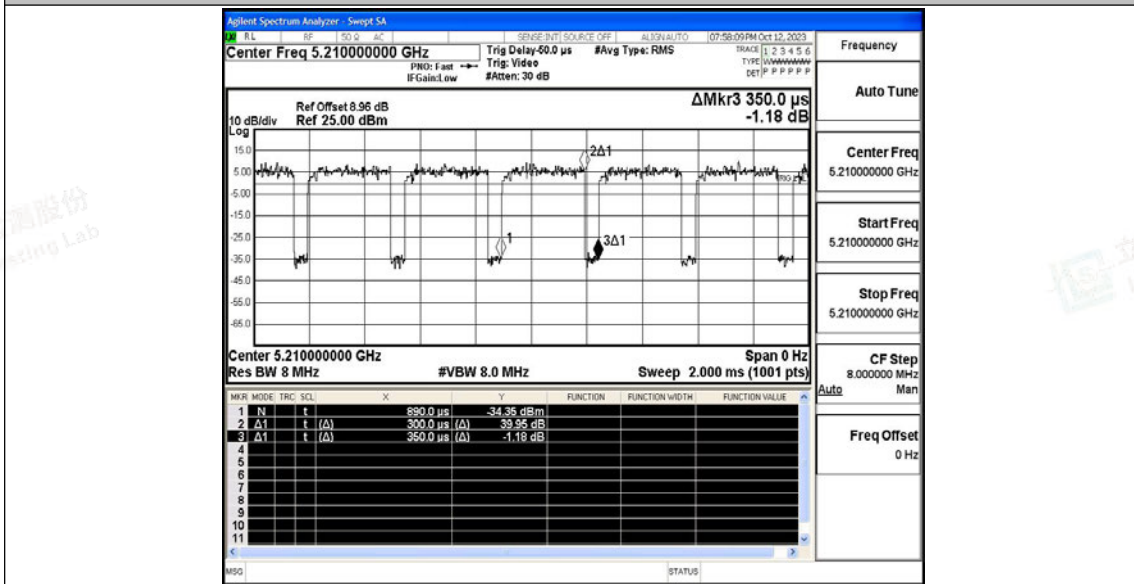 Agilent Spectrum Analyzer - Swept SA
RL RF 50 Ω AC SENSE:INT SOURCE OFF ALIGNAUTO 07:58:09 PM Oct 12, 2023
Center Freq 5.210000000 GHz
PNO: Fast
IFGain:Low
Trig Delay-50.0 µs
Trig: Video
#Atten: 30 dB
#Avg Type: RMS
TRACE 1 2 3 4 5 6
TYPE WWWWWW
DET P P P P P P
Frequency
Auto Tune
Center Freq
5.210000000 GHz
Start Freq
5.210000000 GHz
Stop Freq
5.210000000 GHz
CF Step
8.000000 MHz
Auto Man
Freq Offset
0 Hz
ΔMkr3 350.0 µs
-1.18 dB
Ref Offset 8.96 dB
10 dB/div Ref 25.00 dBm
Log
15.0
5.00
-5.00
-15.0
-25.0
-35.0
-45.0
-55.0
-65.0
2Δ1
1
3Δ1
Center 5.210000000 GHz Span 0 Hz
Res BW 8 MHz #VBW 8.0 MHz Sweep 2.000 ms (1001 pts)
MKR MODE TRC SCL X Y FUNCTION FUNCTION WIDTH FUNCTION VALUE
1 N t 890.0 µs -34.35 dBm
2 Δ1 t (Δ) 300.0 µs (Δ) 39.95 dB
3 Δ1 t (Δ) 350.0 µs (Δ) -1.18 dB
4
5
6
7
8
9
10
11
MSG STATUS
股份
sting Lab
立